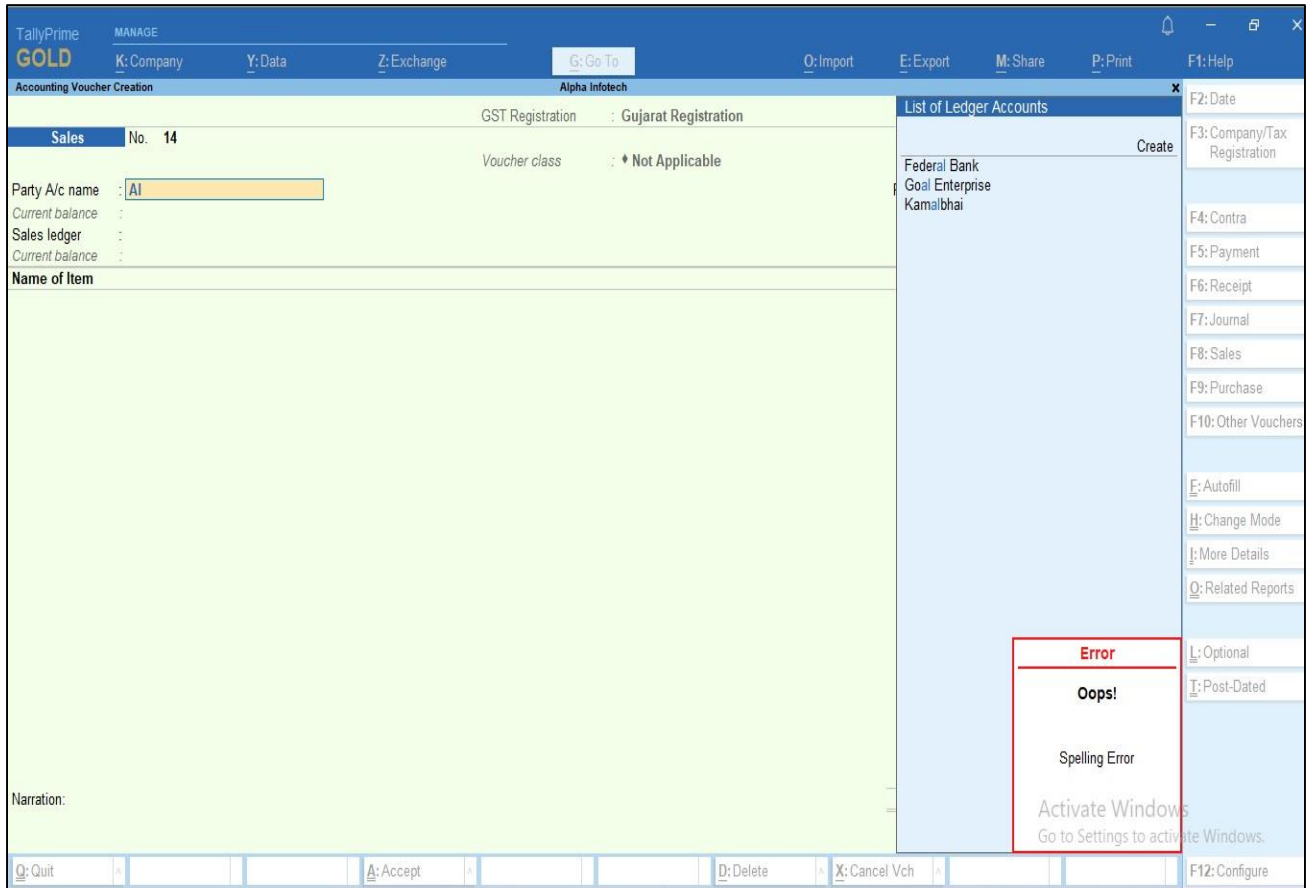 TallyPrime
GOLD
MANAGE
K: Company Y: Data Z: Exchange G: Go To O: Import E: Export M: Share P: Print F1: Help
Accounting Voucher Creation Alpha Infotech x
GST Registration : Gujarat Registration
Sales No. 14
Voucher class : ♦ Not Applicable
Party A/c name : Al
Current balance :
Sales ledger :
Current balance :
Name of Item
Narration:
List of Ledger Accounts
Create
Federal Bank
Goal Enterprise
Kamalbhai
Error
Oops!
Spelling Error
Activate Windows
Go to Settings to activate Windows.
F2: Date
F3: Company/Tax
Registration
F4: Contra
F5: Payment
F6: Receipt
F7: Journal
F8: Sales
F9: Purchase
F10: Other Vouchers
F: Autofill
H: Change Mode
I: More Details
O: Related Reports
L: Optional
T: Post-Dated
Q: Quit A: Accept D: Delete X: Cancel Vch F12: Configure